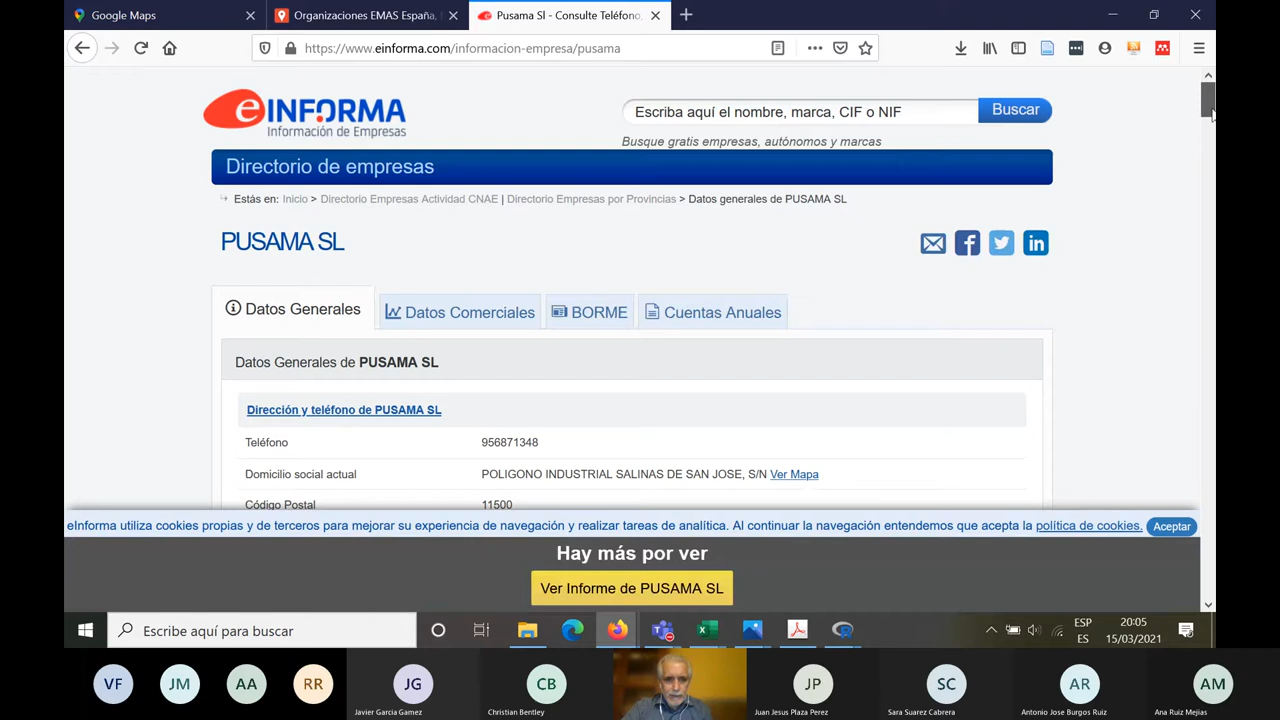 Google Maps
Organizaciones EMAS España,
Pusama Sl - Consulte Teléfono,
https://www.einforma.com/informacion-empresa/pusama
eINFORMA
Información de Empresas
Escriba aquí el nombre, marca, CIF o NIF
Buscar
Busque gratis empresas, autónomos y marcas
Directorio de empresas
Estás en: Inicio > Directorio Empresas Actividad CNAE | Directorio Empresas por Provincias > Datos generales de PUSAMA SL
PUSAMA SL
Datos Generales
Datos Comerciales
BORME
Cuentas Anuales
Datos Generales de PUSAMA SL
Dirección y teléfono de PUSAMA SL
Teléfono 956871348
Domicilio social actual POLIGONO INDUSTRIAL SALINAS DE SAN JOSE, S/N Ver Mapa
Código Postal 11500
eInforma utiliza cookies propias y de terceros para mejorar su experiencia de navegación y realizar tareas de analítica. Al continuar la navegación entendemos que acepta la política de cookies. Aceptar
Hay más por ver
Ver Informe de PUSAMA SL
Escribe aquí para buscar
ESP
ES
20:05
15/03/2021
VF
JM
AA
RR
JG
CB
JP
SC
AR
AM
Javier Garcia Gamez
Christian Bentley
Juan Jesus Plaza Perez
Sara Suarez Cabrera
Antonio Jose Burgos Ruiz
Ana Ruiz Mejias